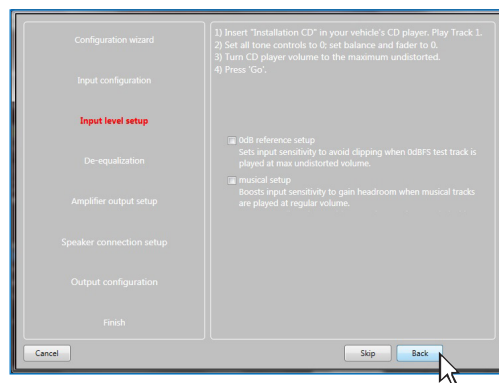 Configuration wizard
Input configuration
Input level setup
De-equalization
Amplifier output setup
Speaker connection setup
Output configuration
Finish
1) Insert "Installation CD" in your vehicle's CD player. Play Track 1.
2) Set all tone controls to 0; set balance and fader to 0.
3) Turn CD player volume to the maximum undistorted.
4) Press 'Go'.
0dB reference setup
Sets input sensitivity to avoid clipping when 0dBFS test track is
played at max undistorted volume.
musical setup
Boosts input sensitivity to gain headroom when musical tracks
are played at regular volume.
Cancel
Skip
Back